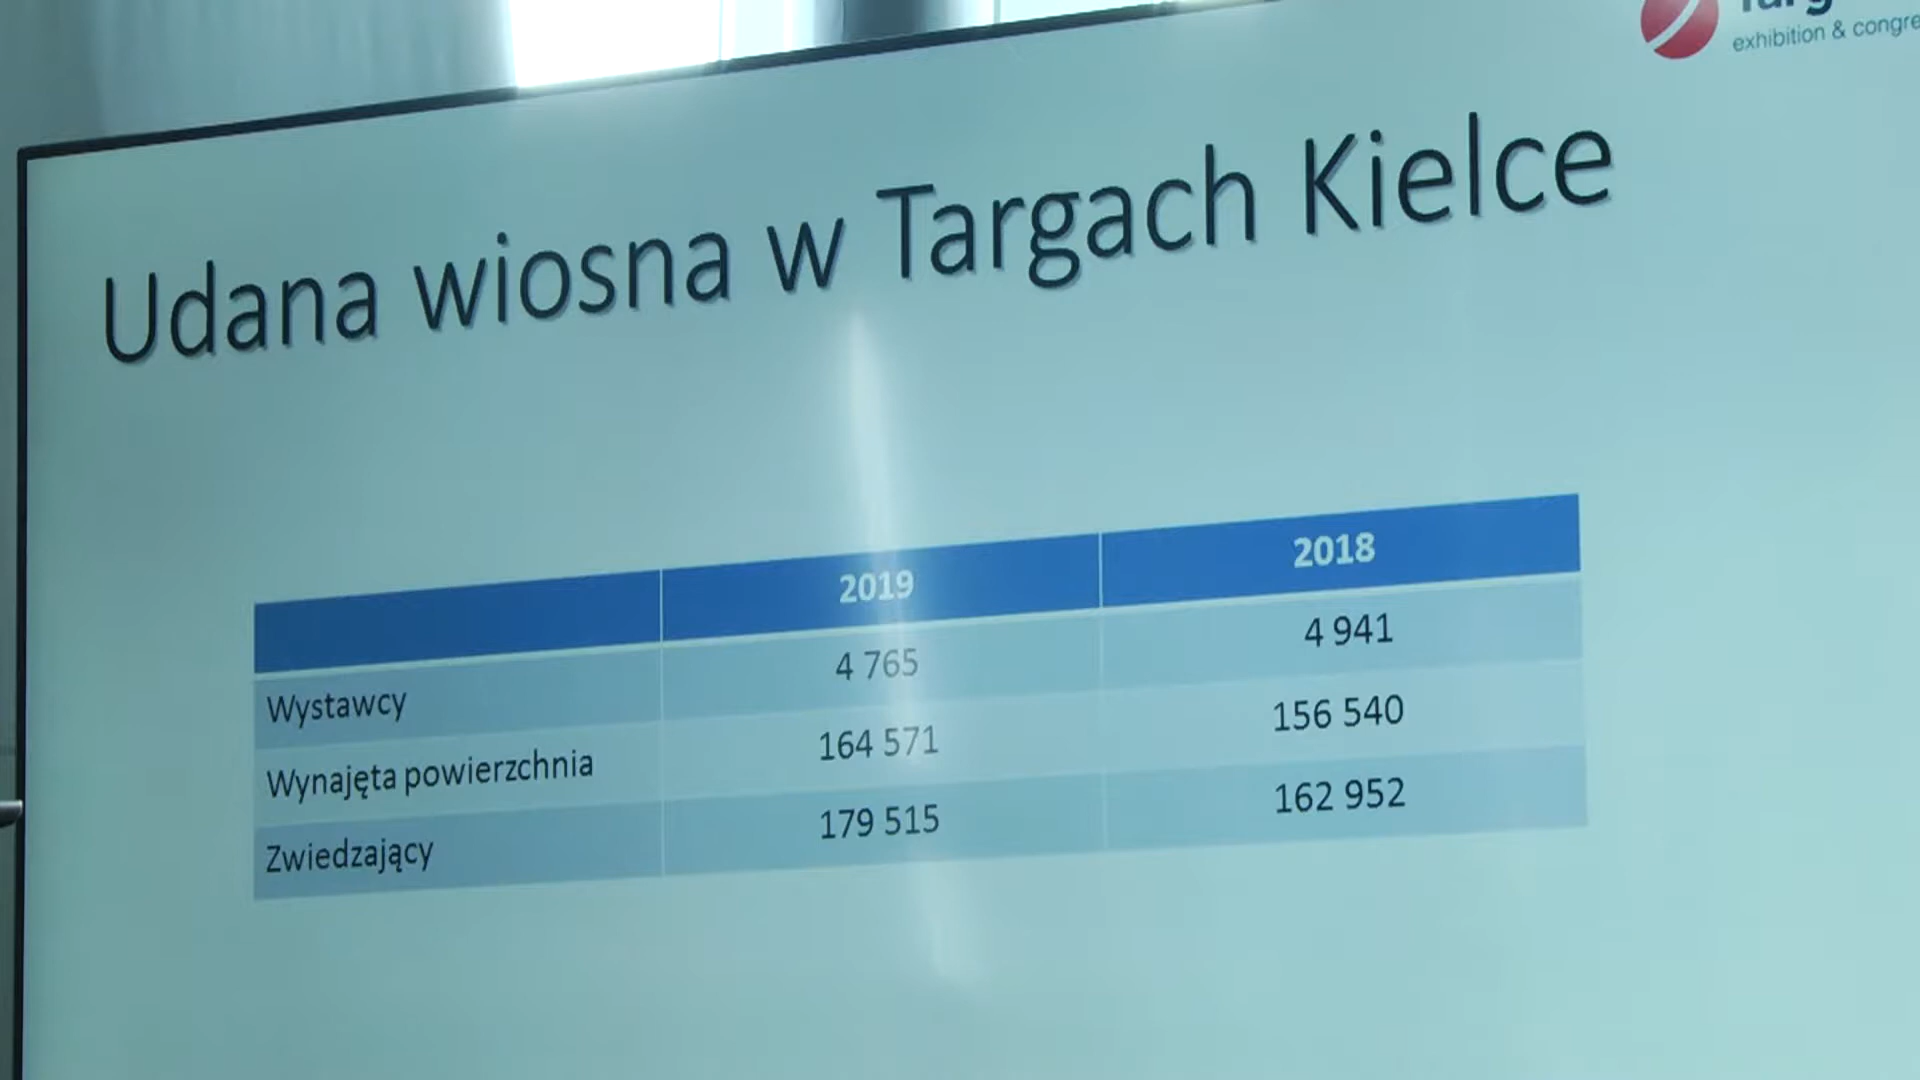 exhibition &
Udana wiosna w Targach Kielce
2019 2018
Wystawcy 4 765 4 941
Wynajęta powierzchnia 164 571 156 540
Zwiedzający 179 515 162 952